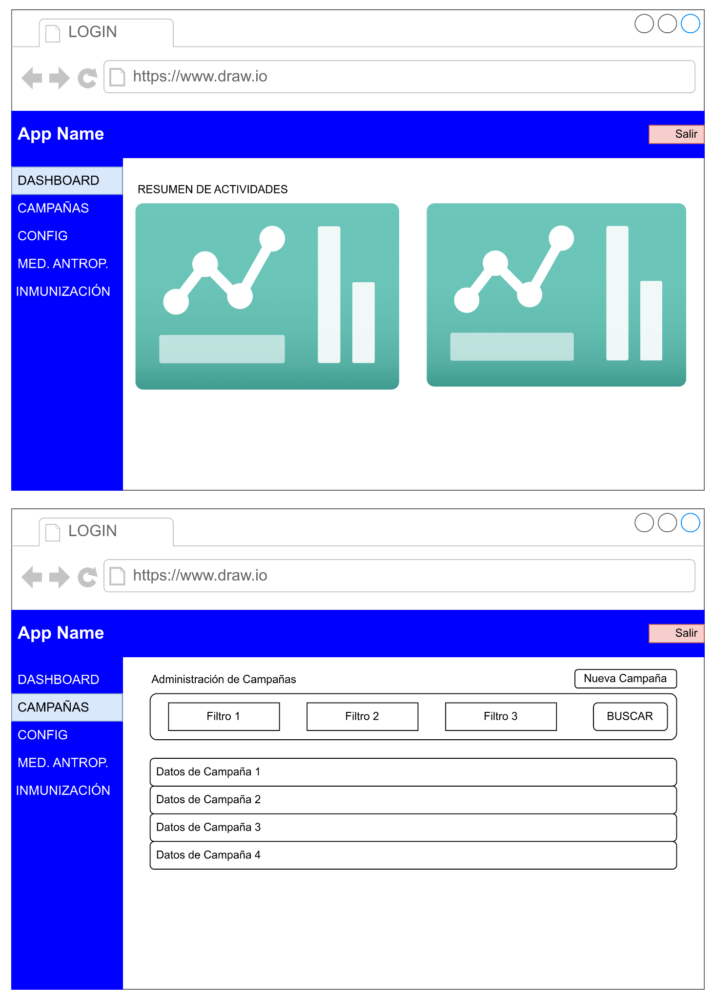 LOGIN
https://www.draw.io
App Name
Salir
DASHBOARD
CAMPAÑAS
CONFIG
MED. ANTROP.
INMUNIZACIÓN
RESUMEN DE ACTIVIDADES
LOGIN
https://www.draw.io
App Name
Salir
DASHBOARD
CAMPAÑAS
CONFIG
MED. ANTROP.
INMUNIZACIÓN
Administración de Campañas
Nueva Campaña
Filtro 1
Filtro 2
Filtro 3
BUSCAR
Datos de Campaña 1
Datos de Campaña 2
Datos de Campaña 3
Datos de Campaña 4